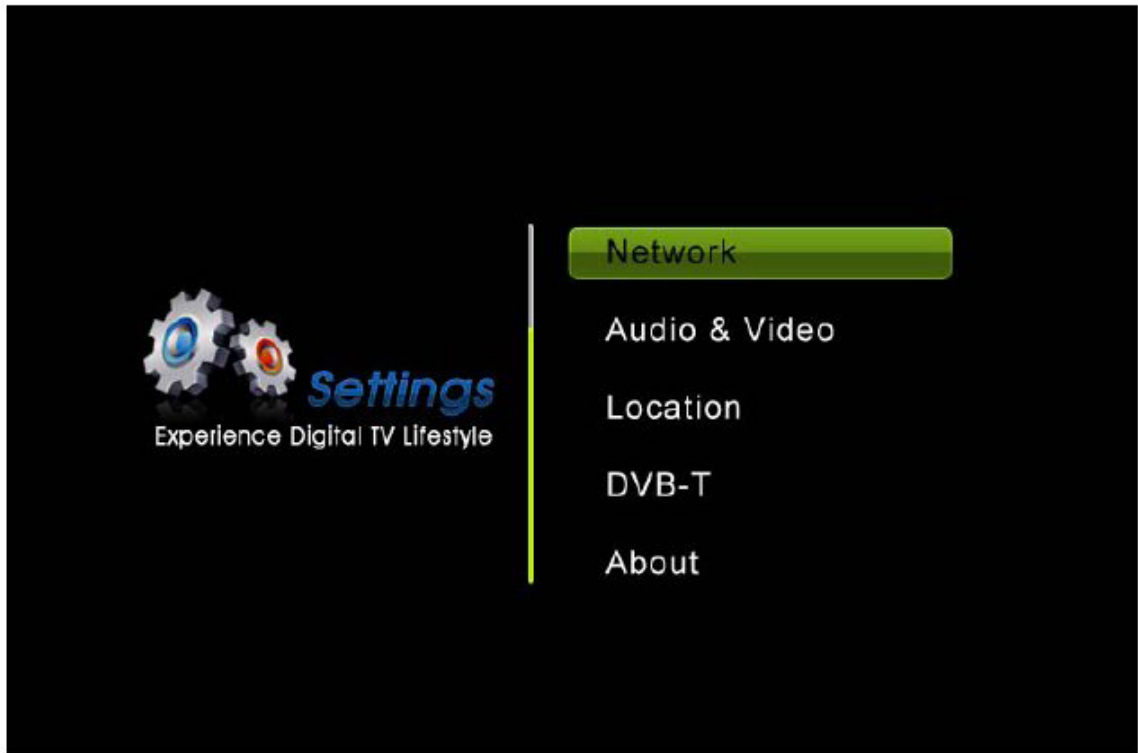 Settings
Experience Digital TV Lifestyle
Network
Audio & Video
Location
DVB-T
About